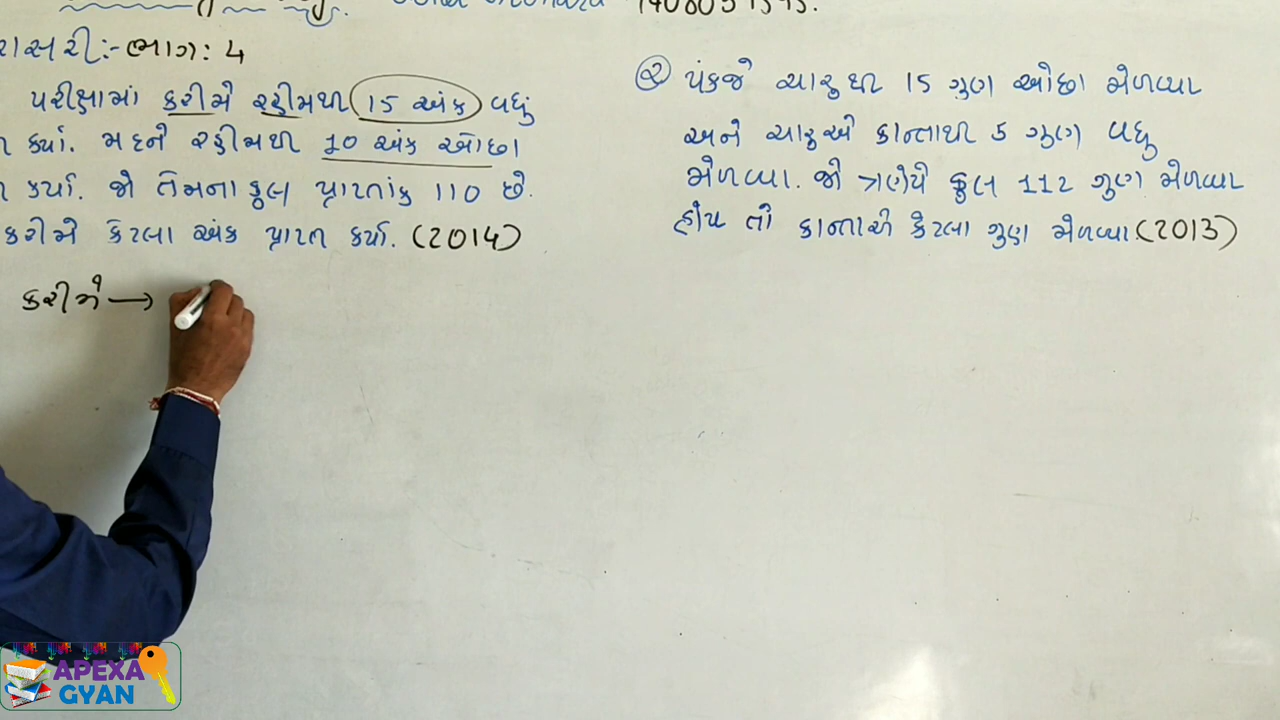 સરી:- ભાગ: 4
પરીક્ષામાં કરીમે રહીમથી 15 અંક વધું
કર્યા. મદને રહીમથી 10 અંક ઓછા
કર્યા. જો તેમના કુલ પ્રાપ્તાંક 110 છે.
કરીમે કેટલા અંક પ્રાપ્ત કર્યા. (2014)
કરીમે →
② પંકજે ચારુથી 15 ગુણ ઓછા મેળવ્યા
અને ચારુએ કાન્તાથી 5 ગુણ વધુ
મેળવ્યા. જો ત્રણેયે કુલ 112 ગુણ મેળવ્યા
હોય તો કાન્તાએ કેટલા ગુણ મેળવ્યા (2013)
APEXA
GYAN